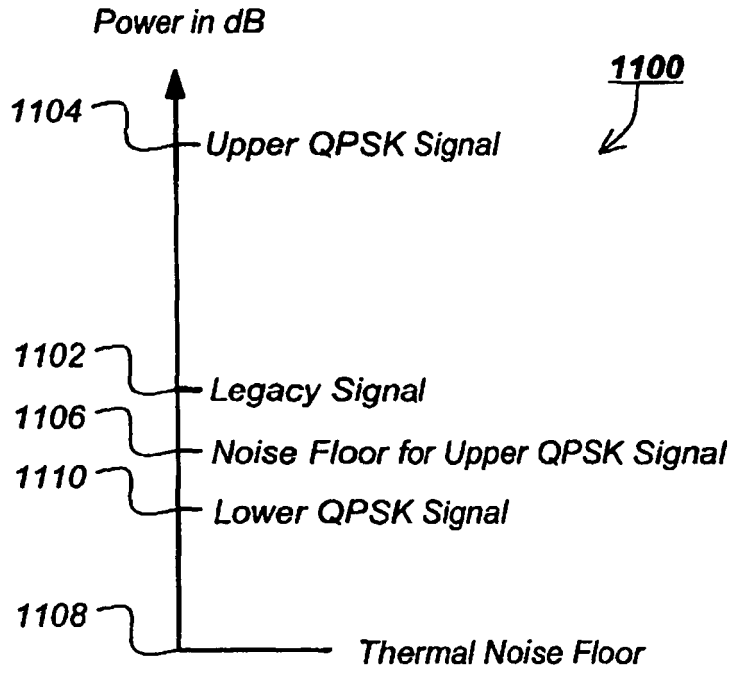 Power in dB
1100
1104
Upper QPSK Signal
1102
Legacy Signal
1106
Noise Floor for Upper QPSK Signal
1110
Lower QPSK Signal
1108
Thermal Noise Floor